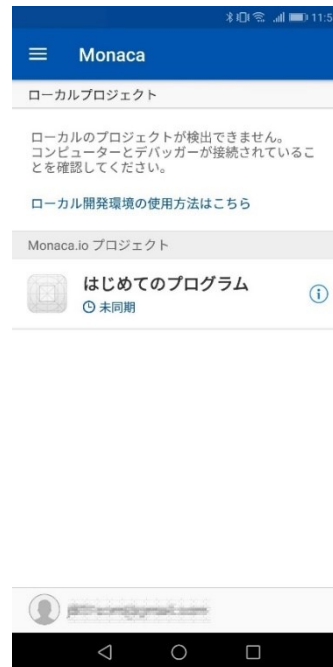 11:5
Monaca
ローカルプロジェクト
ローカルのプロジェクトが検出できません。
コンピューターとデバッガーが接続されているこ
とを確認してください。
ローカル開発環境の使用方法はこちら
Monaca.io プロジェクト
はじめてのプログラム
未同期